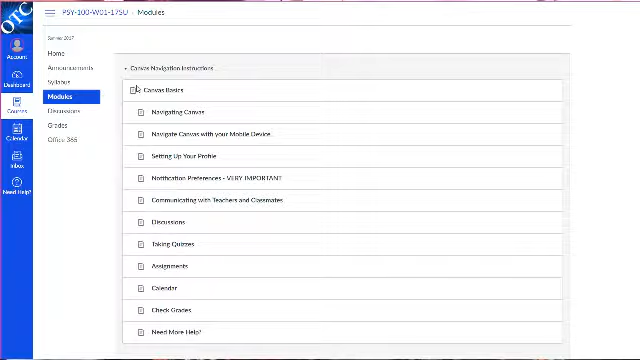 OTC
PSY-100-W01-17SU > Modules
Summer 2017
Account
Dashboard
Courses
Calendar
Inbox
Need Help?
Home
Announcements
Syllabus
Modules
Discussions
Grades
Office 365
Canvas Navigation Instructions
Canvas Basics
Navigating Canvas
Navigate Canvas with your Mobile Device
Setting Up Your Profile
Notification Preferences - VERY IMPORTANT
Communicating with Teachers and Classmates
Discussions
Taking Quizzes
Assignments
Calendar
Check Grades
Need More Help?